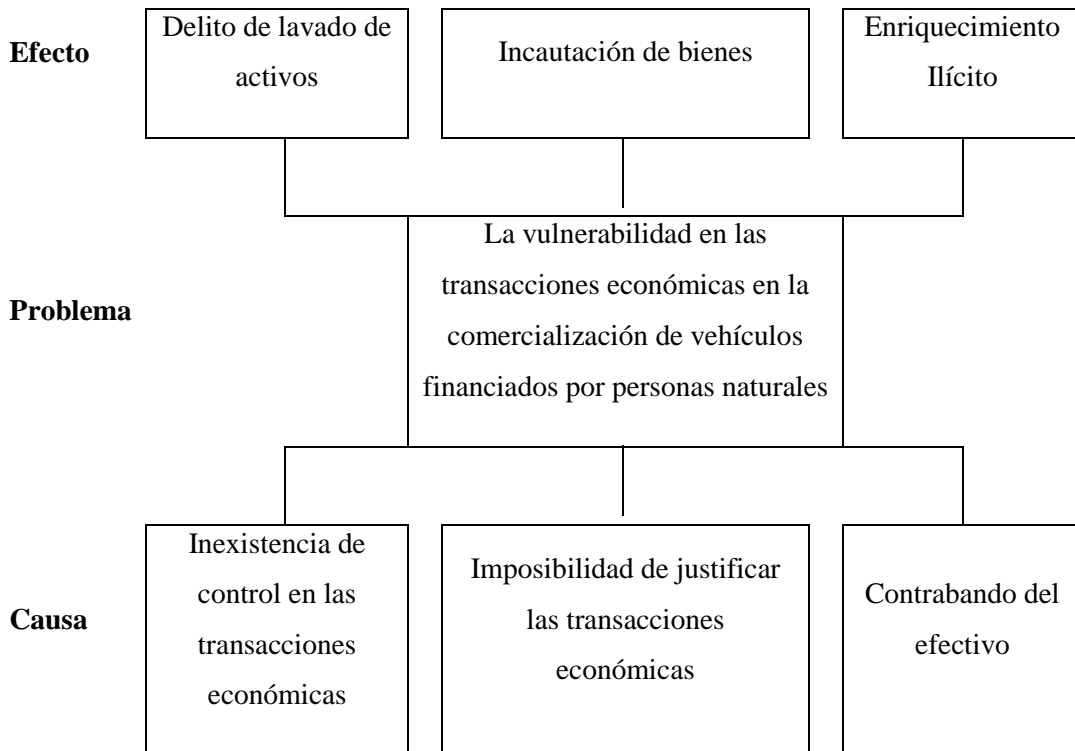 Efecto
Delito de lavado de
activos
Incautación de bienes
Enriquecimiento
Ilícito
Problema
La vulnerabilidad en las
transacciones económicas en la
comercialización de vehículos
financiados por personas naturales
Causa
Inexistencia de
control en las
transacciones
económicas
Imposibilidad de justificar
las transacciones
económicas
Contrabando del
efectivo